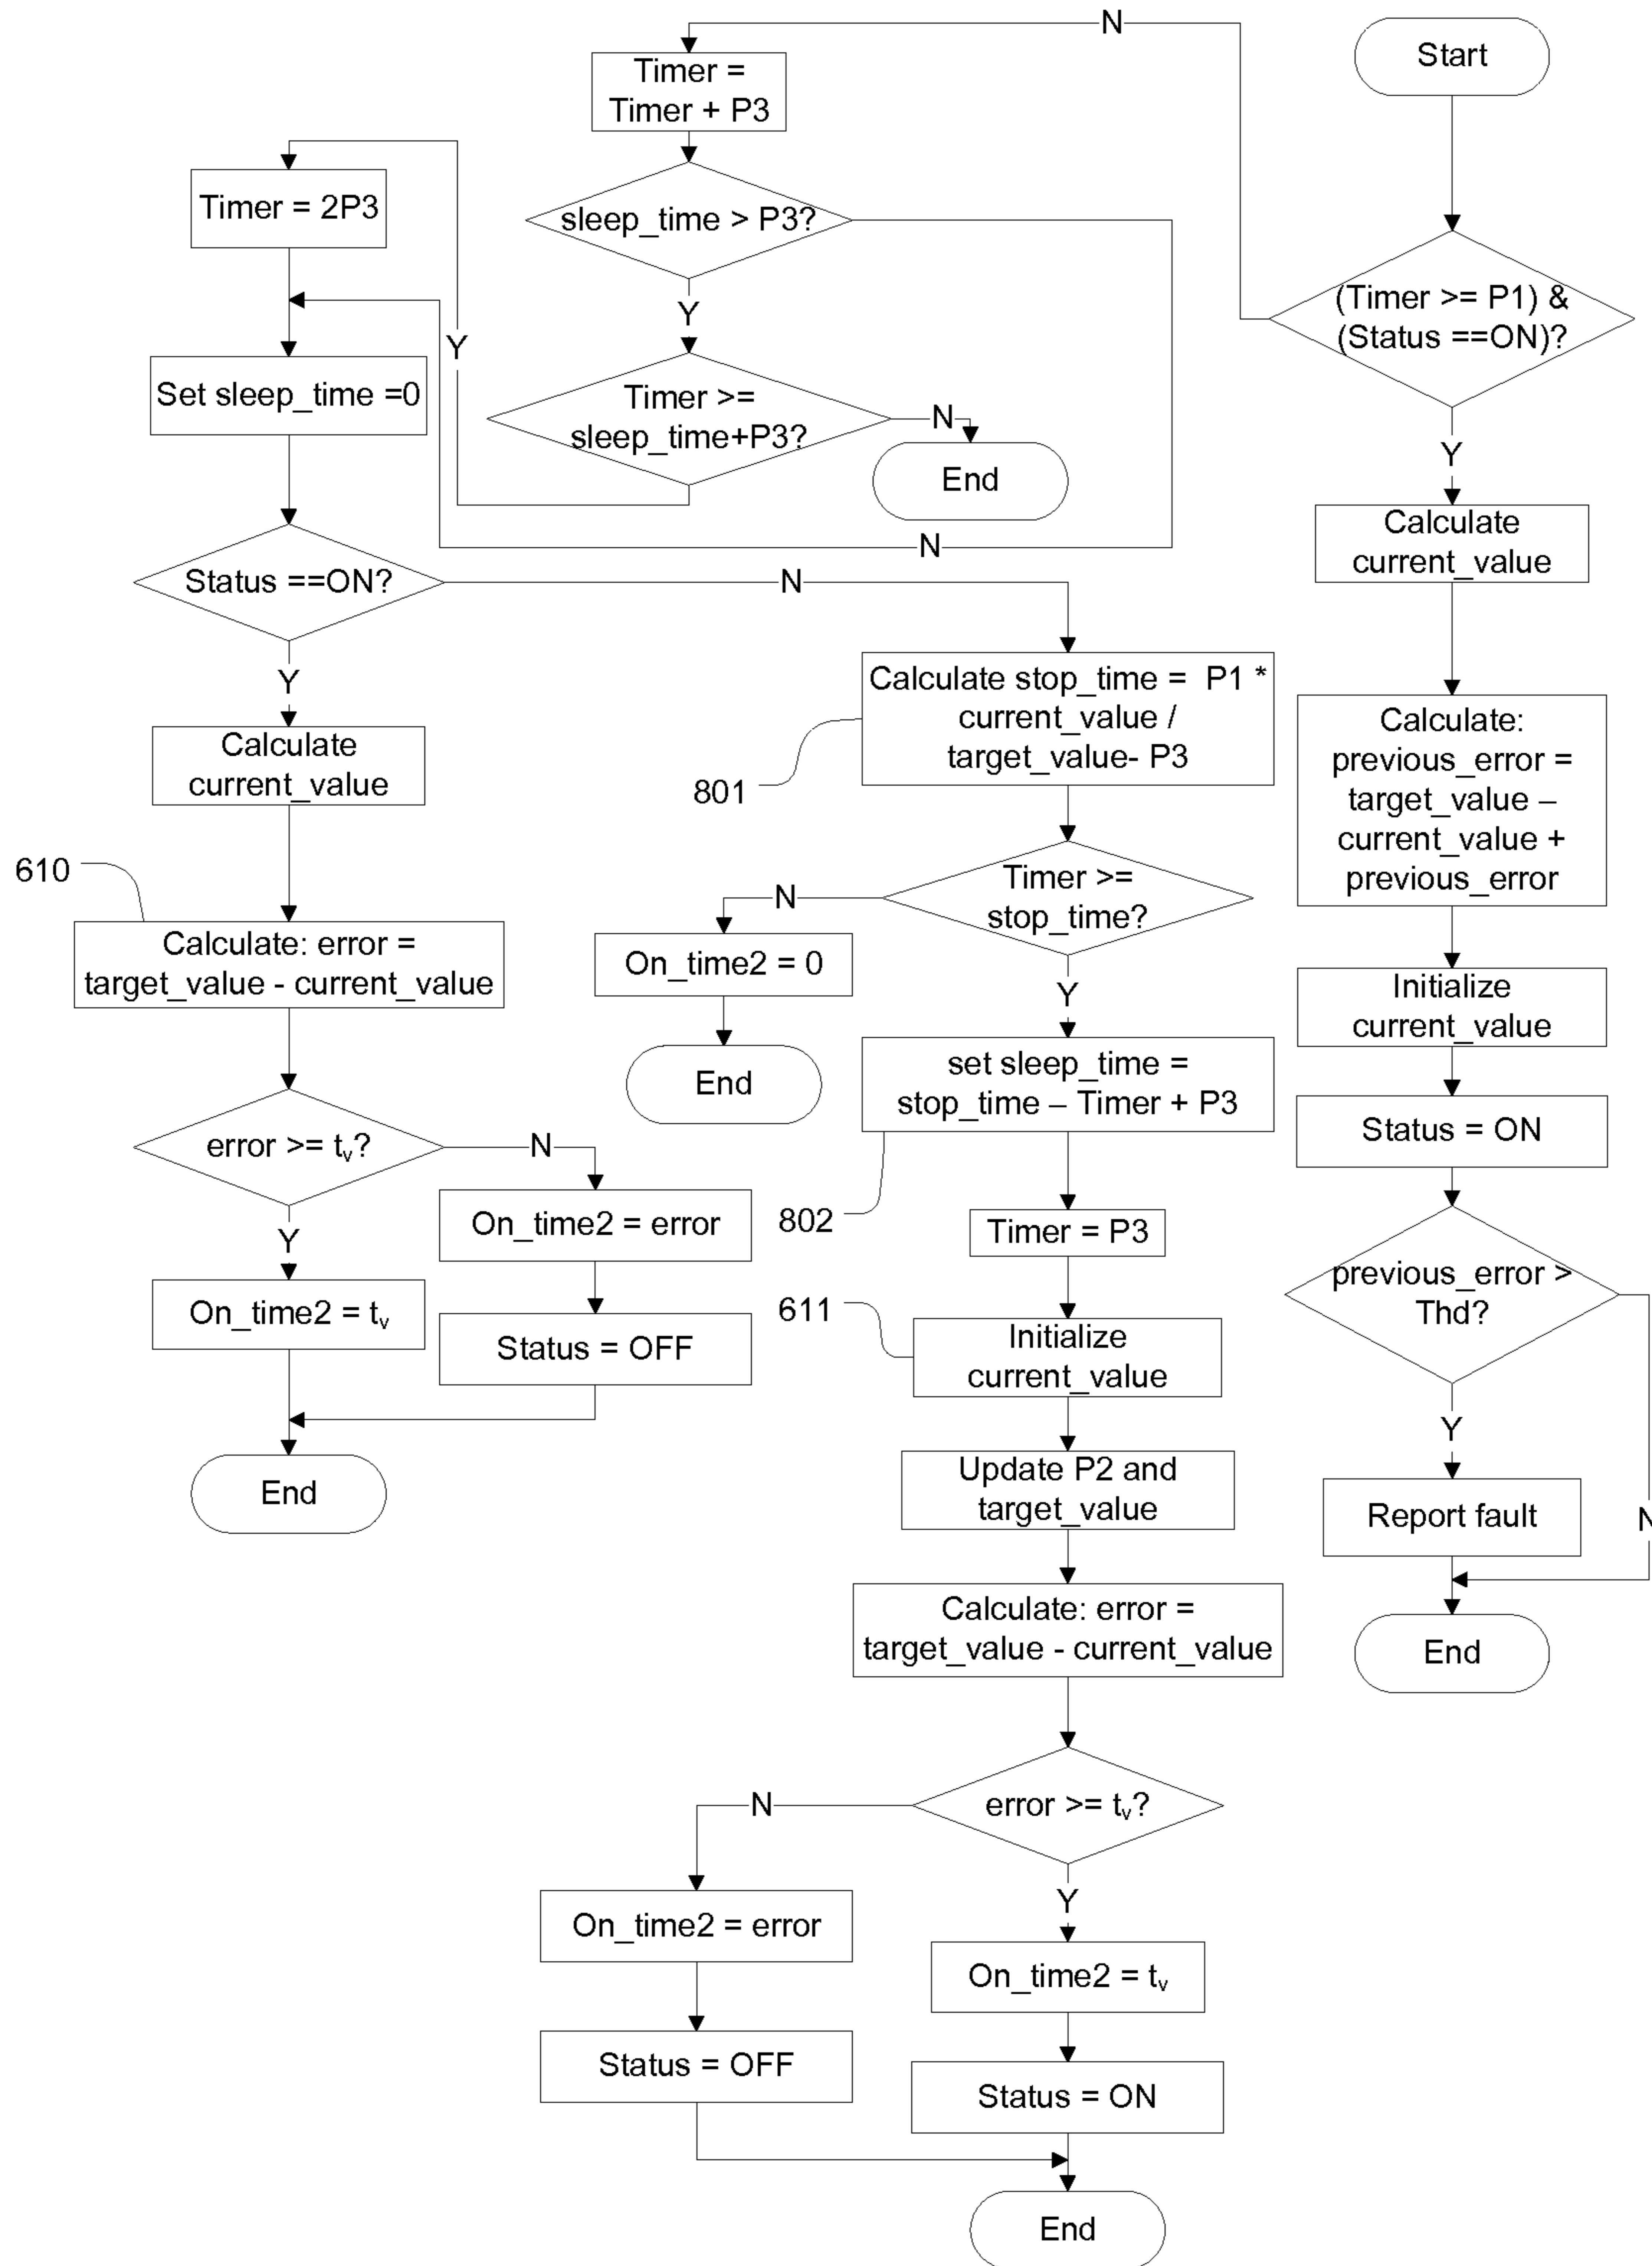 Start
(Timer >= P1) &
(Status ==ON)?
N
Y
Calculate
current_value
Calculate:
previous_error =
target_value –
current_value +
previous_error
Initialize
current_value
Status = ON
previous_error >
Thd?
Y
N
Report fault
End
Timer =
Timer + P3
sleep_time > P3?
Y
N
Timer >=
sleep_time+P3?
N
End
Y
Timer = 2P3
Set sleep_time =0
Status ==ON?
N
Y
Calculate
current_value
610
Calculate: error =
target_value - current_value
error >= tv?
N
Y
On_time2 = error
Status = OFF
On_time2 = tv
End
Calculate stop_time = P1 *
current_value /
target_value- P3
801
Timer >=
stop_time?
N
On_time2 = 0
End
Y
set sleep_time =
stop_time – Timer + P3
802
Timer = P3
611
Initialize
current_value
Update P2 and
target_value
Calculate: error =
target_value - current_value
error >= tv?
N
Y
On_time2 = error
Status = OFF
On_time2 = tv
Status = ON
End